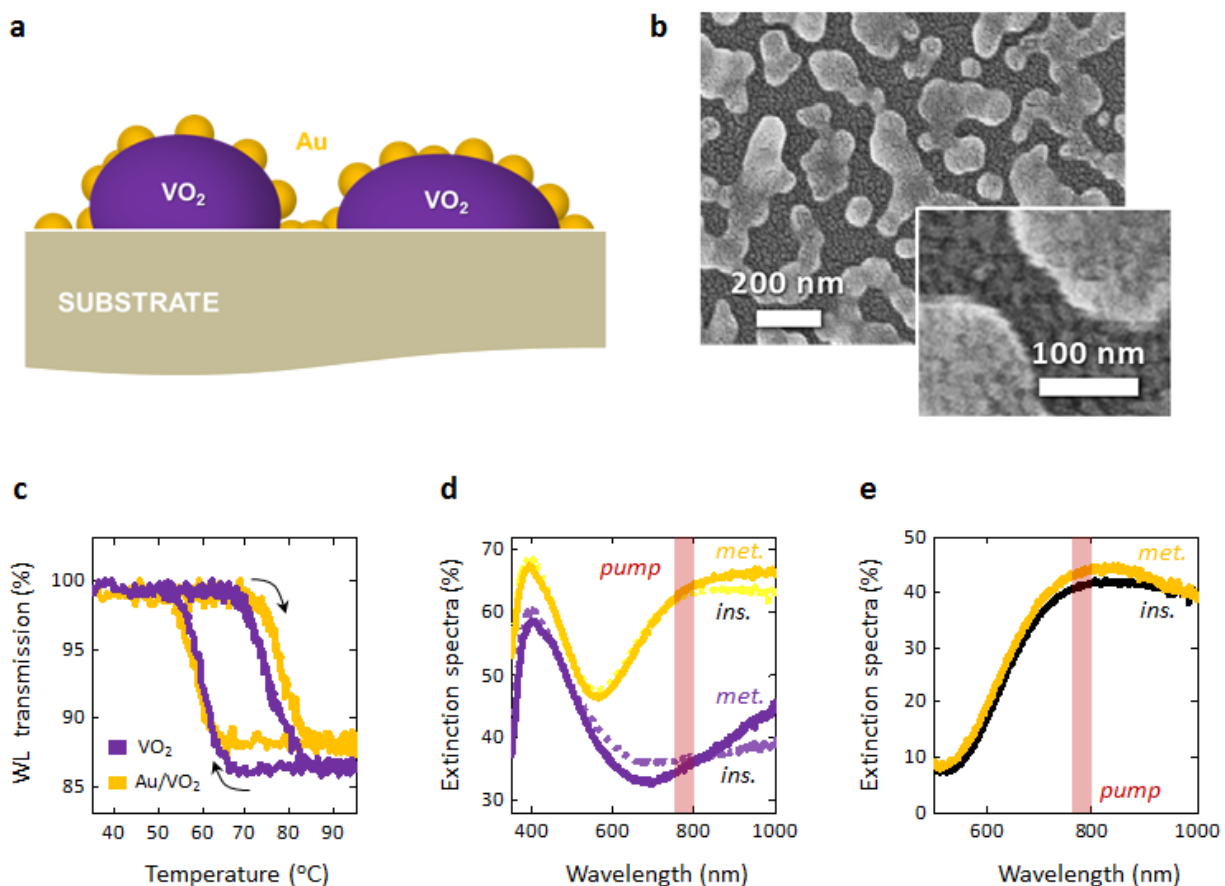 a
Au
VO₂
VO₂
SUBSTRATE
b
200 nm
100 nm
c
WL transmission (%)
100
95
90
85
VO₂
Au/VO₂
40 50 60 70 80 90
Temperature (°C)
d
Extinction spectra (%)
70
60
50
40
30
pump
met.
ins.
met.
ins.
400 600 800 1000
Wavelength (nm)
e
Extinction spectra (%)
50
40
30
20
10
0
met.
ins.
pump
600 800 1000
Wavelength (nm)